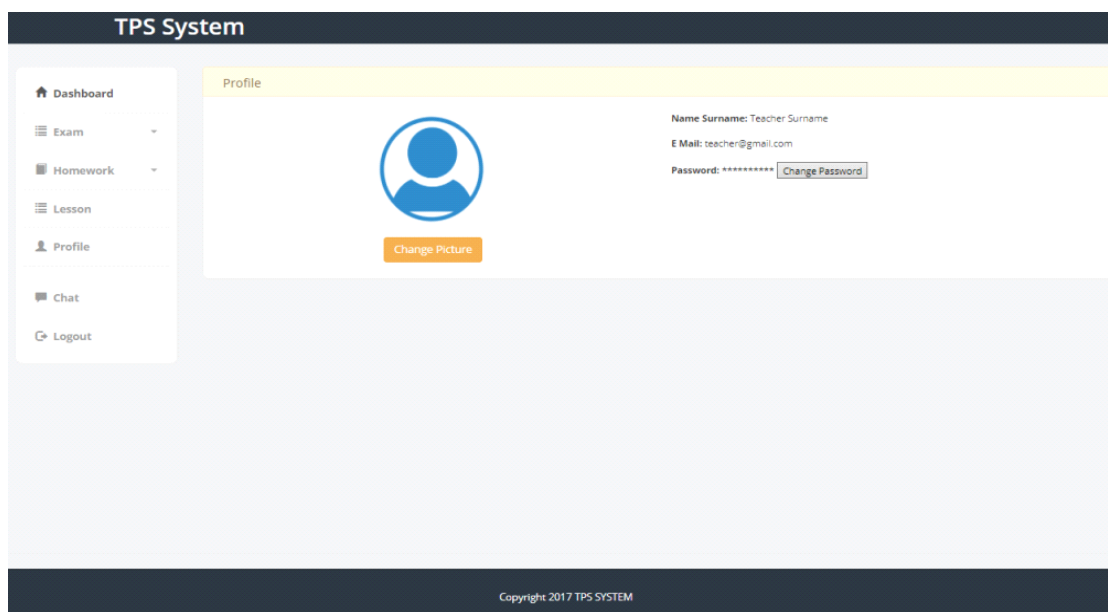 TPS System
Dashboard
Exam
Homework
Lesson
Profile
Chat
Logout
Profile
Change Picture
Name Surname: Teacher Surname
E Mail: teacher@gmail.com
Password: ********** Change Password
Copyright 2017 TPS SYSTEM